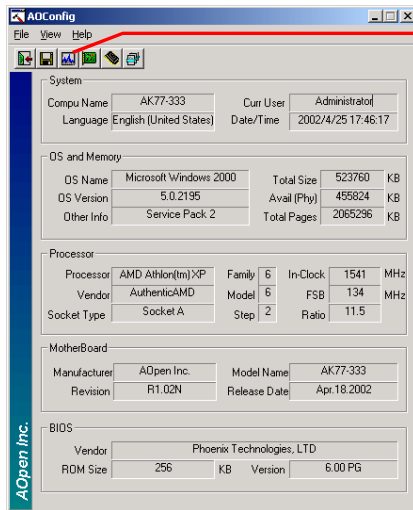 AOConfig
File View Help
System
Compu Name AK77-333 Curr User Administrator
Language English (United States) Date/Time 2002/4/25 17:46:17
OS and Memory
OS Name Microsoft Windows 2000 Total Size 523760 KB
OS Version 5.0.2195 Avail (Phy) 455824 KB
Other Info Service Pack 2 Total Pages 2065296 KB
Processor
Processor AMD Athlon(tm) XP Family 6 In-Clock 1541 MHz
Vendor AuthenticAMD Model 6 FSB 134 MHz
Socket Type Socket A Step 2 Ratio 11.5
MotherBoard
Manufacturer AOpen Inc. Model Name AK77-333
Revision R1.02N Release Date Apr.18.2002
BIOS
Vendor Phoenix Technologies, LTD
ROM Size 256 KB Version 6.00 PG
AOpen Inc.